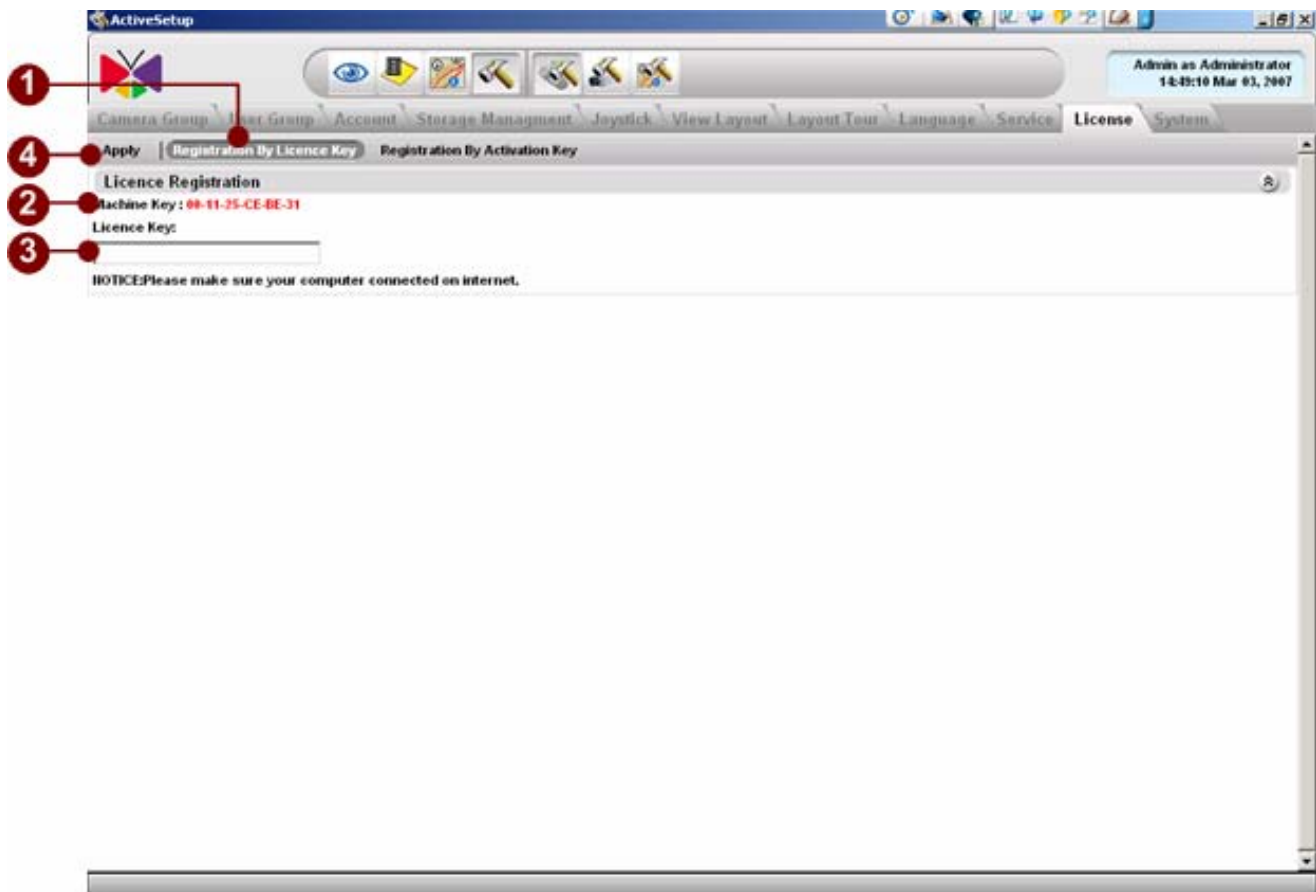 ActiveSetup
Admin as Administrator
14:49:10 Mar 03, 2007
1
Camera Group User Group Account Storage Managment Joystick View Layout Layout Tour Language Service License System
4 Apply Registration By Licence Key Registration By Activation Key
Licence Registration
2 Machine Key : 00-11-25-CE-BE-31
Licence Key:
3
NOTICE:Please make sure your computer connected on internet.